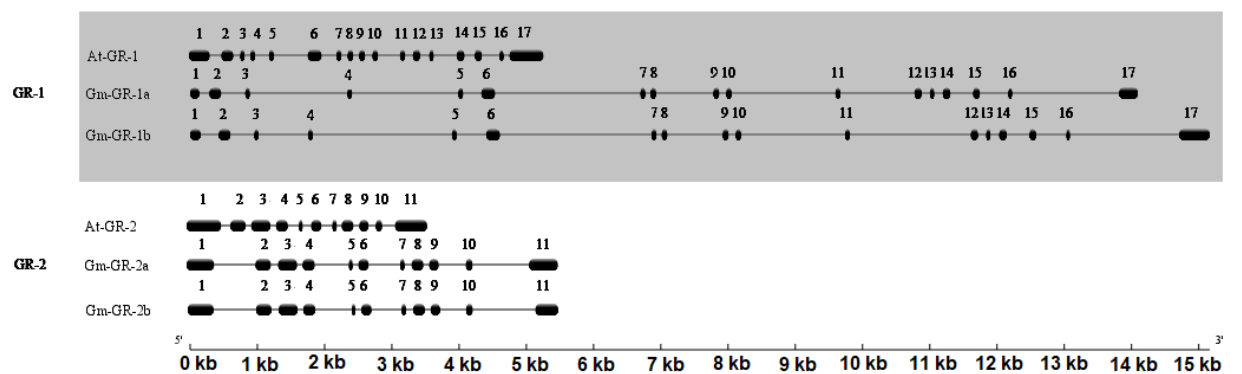 1 2 3 4 5 6 7 8 9 10 11 12 13 14 15 16 17
At-GR-1
1 2 3 4 5 6 7 8 9 10 11 12 13 14 15 16 17
GR-1 Gm-GR-1a
1 2 3 4 5 6 7 8 9 10 11 12 13 14 15 16 17
Gm-GR-1b
1 2 3 4 5 6 7 8 9 10 11
At-GR-2
1 2 3 4 5 6 7 8 9 10 11
GR-2 Gm-GR-2a
1 2 3 4 5 6 7 8 9 10 11
Gm-GR-2b
5' 3'
0 kb 1 kb 2 kb 3 kb 4 kb 5 kb 6 kb 7 kb 8 kb 9 kb 10 kb 11 kb 12 kb 13 kb 14 kb 15 kb